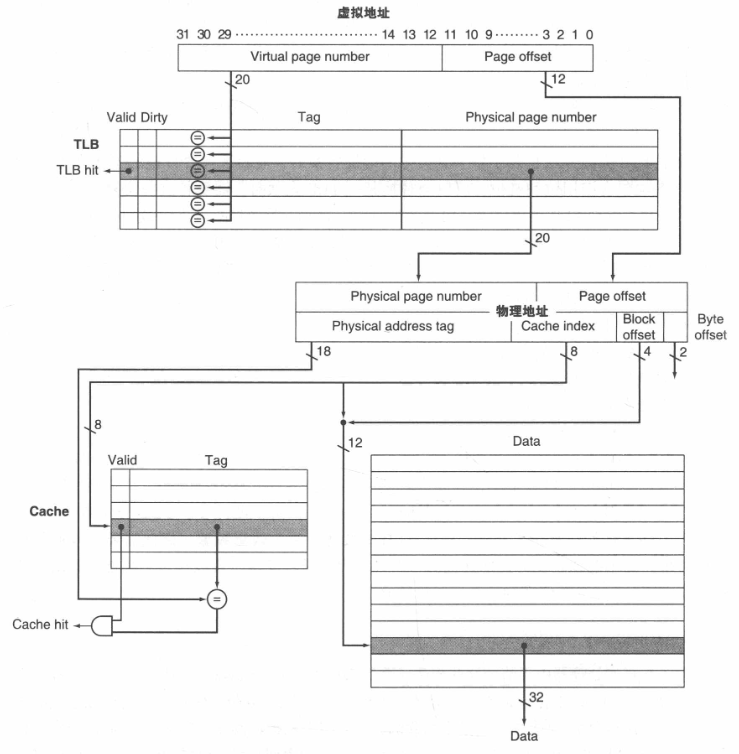 虚拟地址
31 30 29 ··························· 14 13 12 11 10 9 ········· 3 2 1 0
Virtual page number Page offset
20 12
Valid Dirty Tag Physical page number
TLB
TLB hit
= = = = = =
20
Physical page number Page offset
物理地址
Physical address tag Cache index Block offset Byte offset
18 8 4 2
8
12
Data
Valid Tag
Cache
=
Cache hit
32
Data